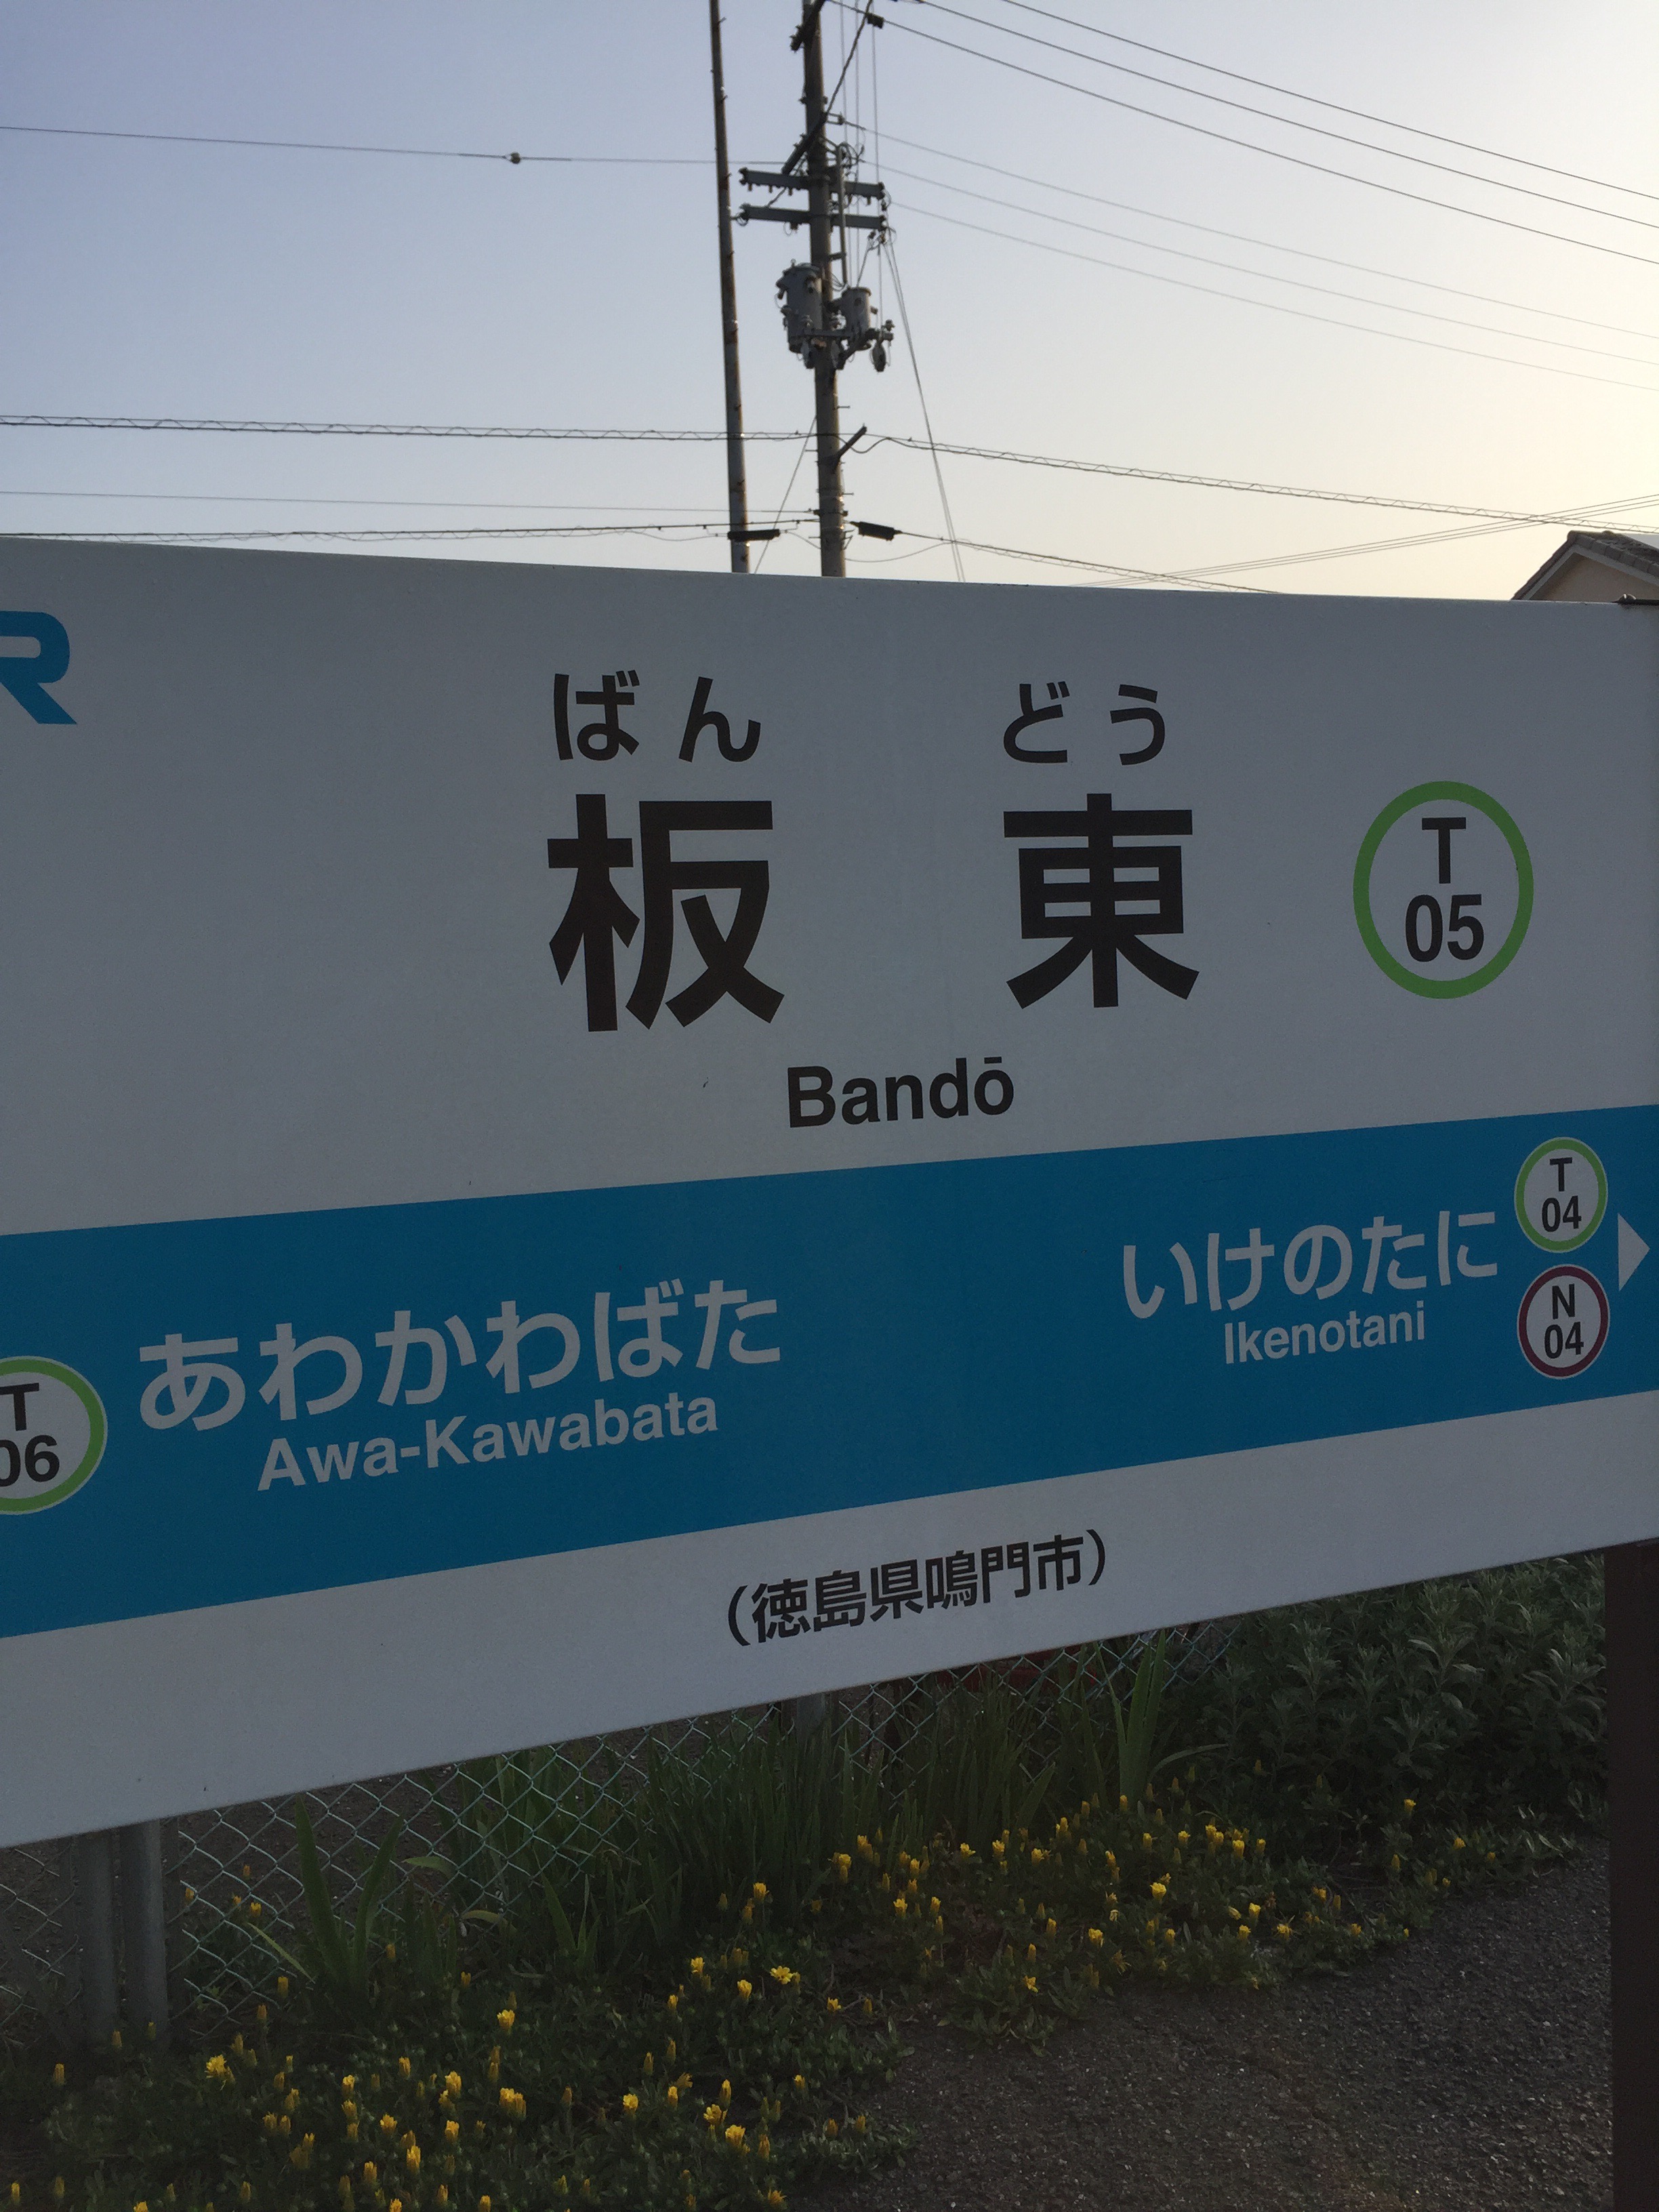 R
ばん どう
板 東
T
05
Bandō
T
04
いけのたに
Ikenotani
N
04
T
06
あわかわばた
Awa-Kawabata
(徳島県鳴門市)